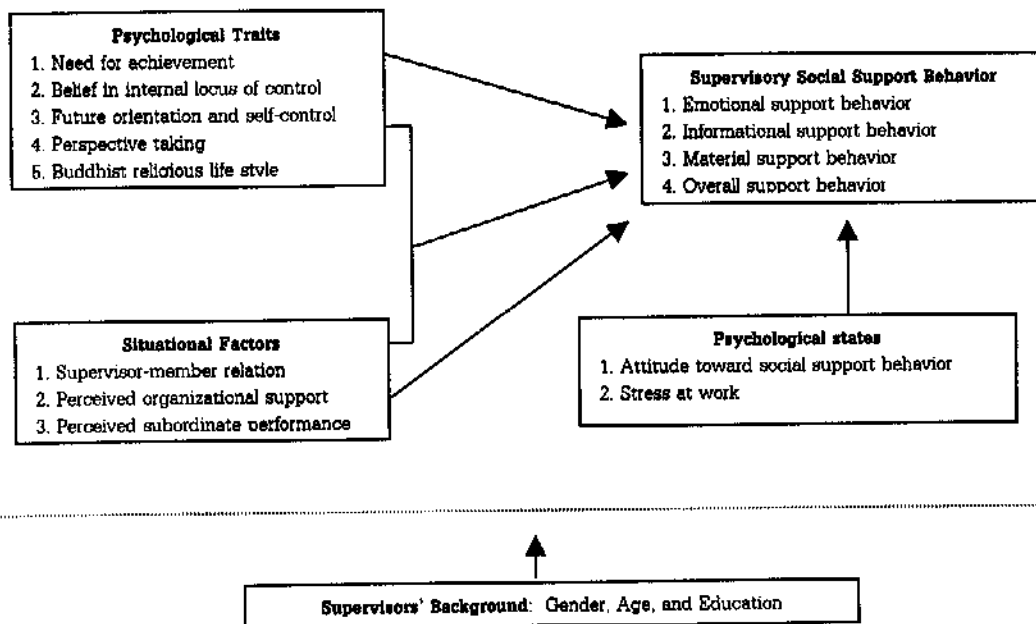 Psychological Traits
1. Need for achievement
2. Belief in internal locus of control
3. Future orientation and self-control
4. Perspective taking
5. Buddhist religious life style
Supervisory Social Support Behavior
1. Emotional support behavior
2. Informational support behavior
3. Material support behavior
4. Overall support behavior
Situational Factors
1. Supervisor-member relation
2. Perceived organizational support
3. Perceived subordinate performance
Psychological states
1. Attitude toward social support behavior
2. Stress at work
Supervisors' Background: Gender, Age, and Education